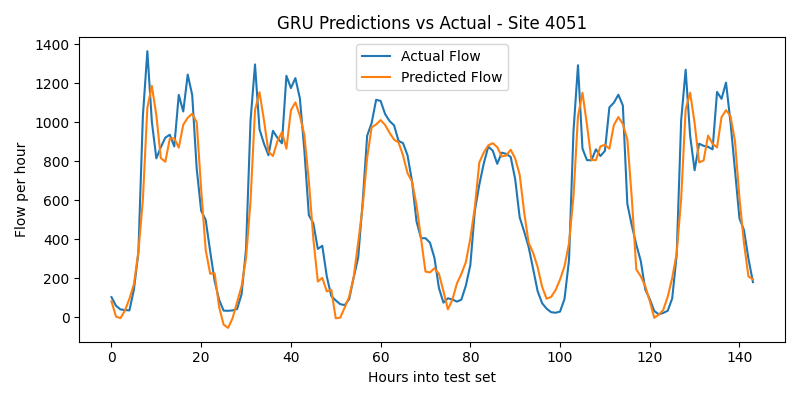 GRU Predictions vs Actual - Site 4051
Actual Flow
Predicted Flow
Flow per hour
1400
1200
1000
800
600
400
200
0
0 20 40 60 80 100 120 140
Hours into test set